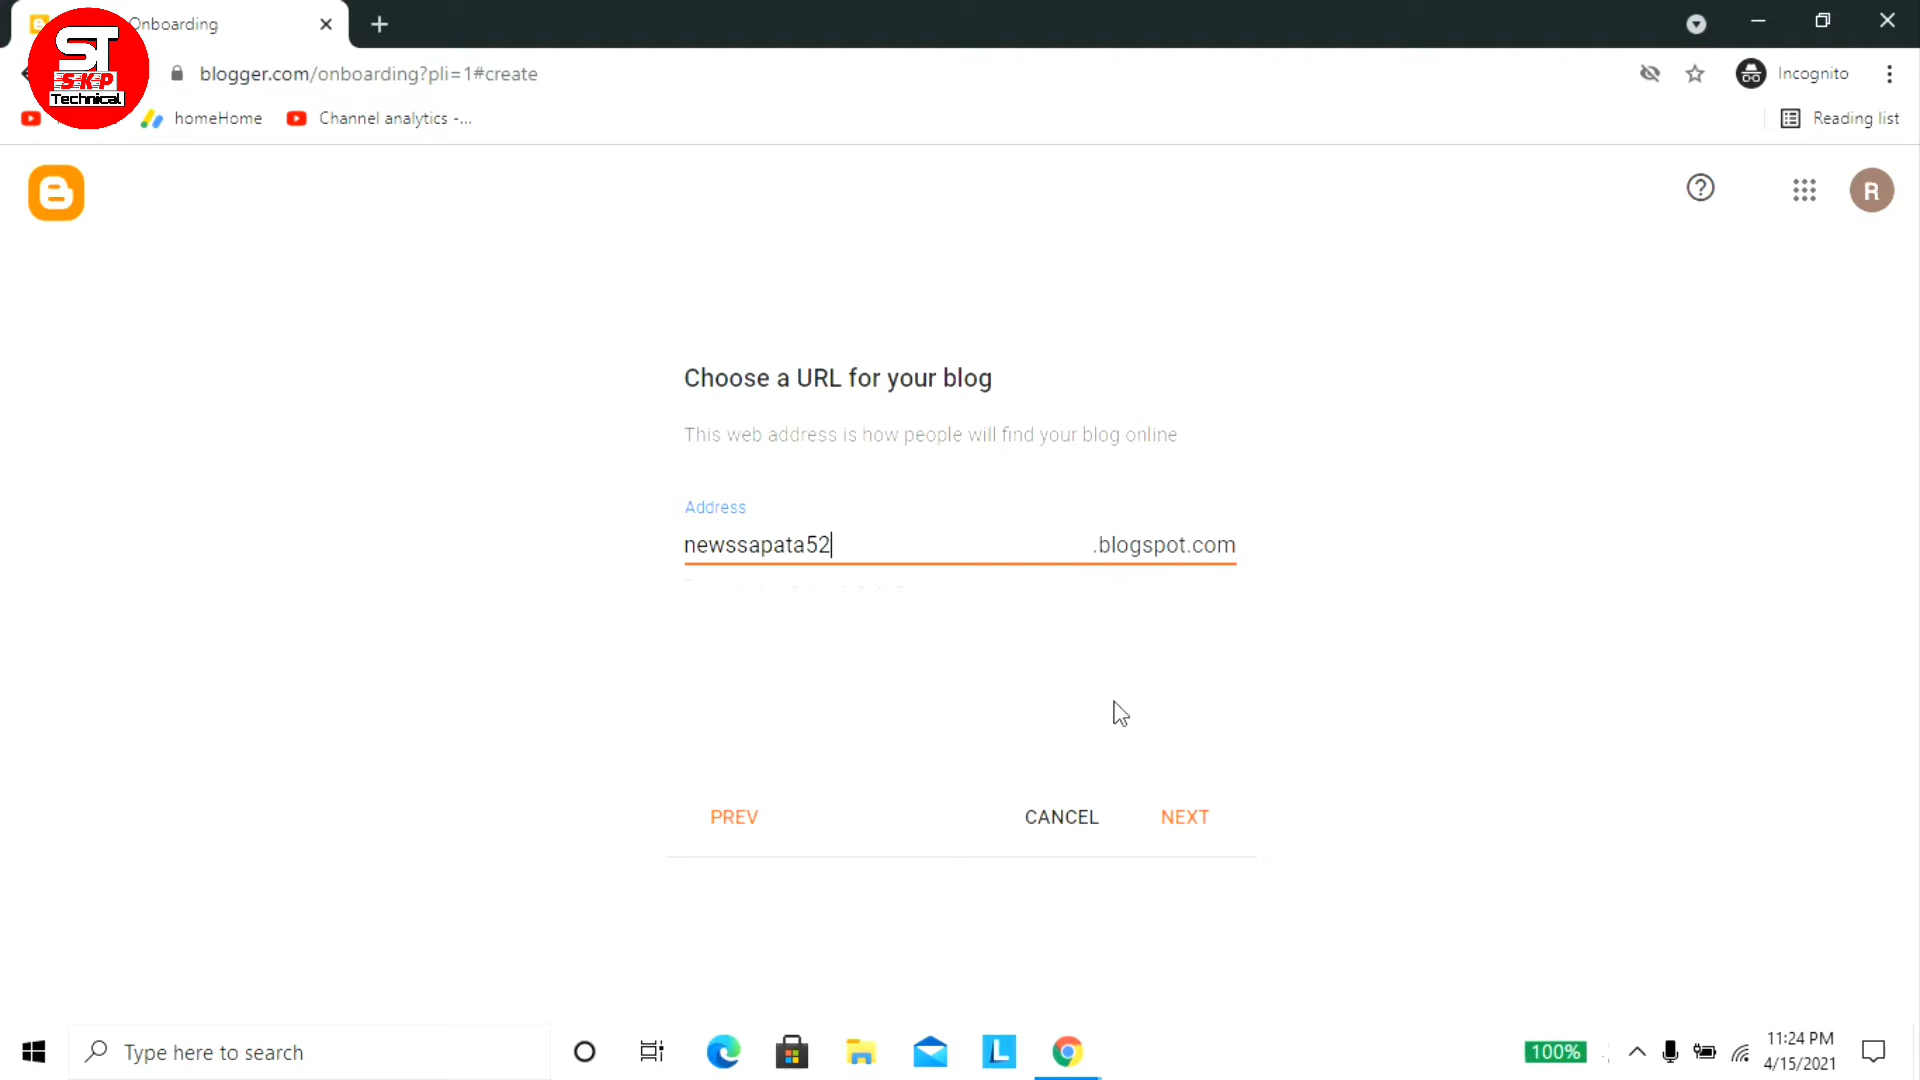 Onboarding
ST
SKP
Technical
blogger.com/onboarding?pli=1#create
Incognito
homeHome
Channel analytics -...
Reading list
R
Choose a URL for your blog
This web address is how people will find your blog online
Address
newssapata52
.blogspot.com
PREV
CANCEL
NEXT
Type here to search
L
100%
11:24 PM
4/15/2021